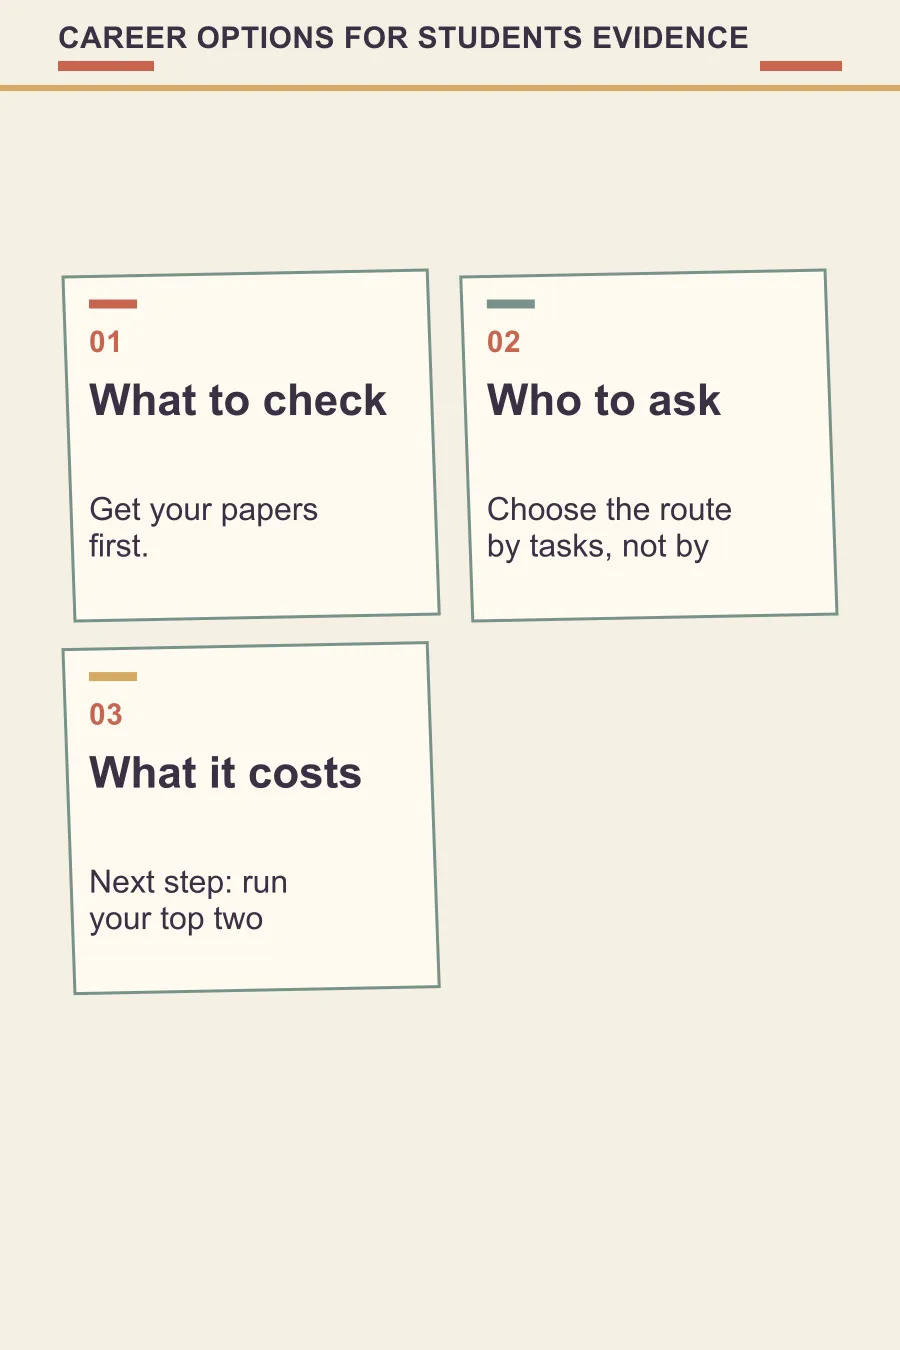 CAREER OPTIONS FOR STUDENTS EVIDENCE
01
What to check
Get your papers
first.
02
Who to ask
Choose the route
by tasks, not by
03
What it costs
Next step: run
your top two